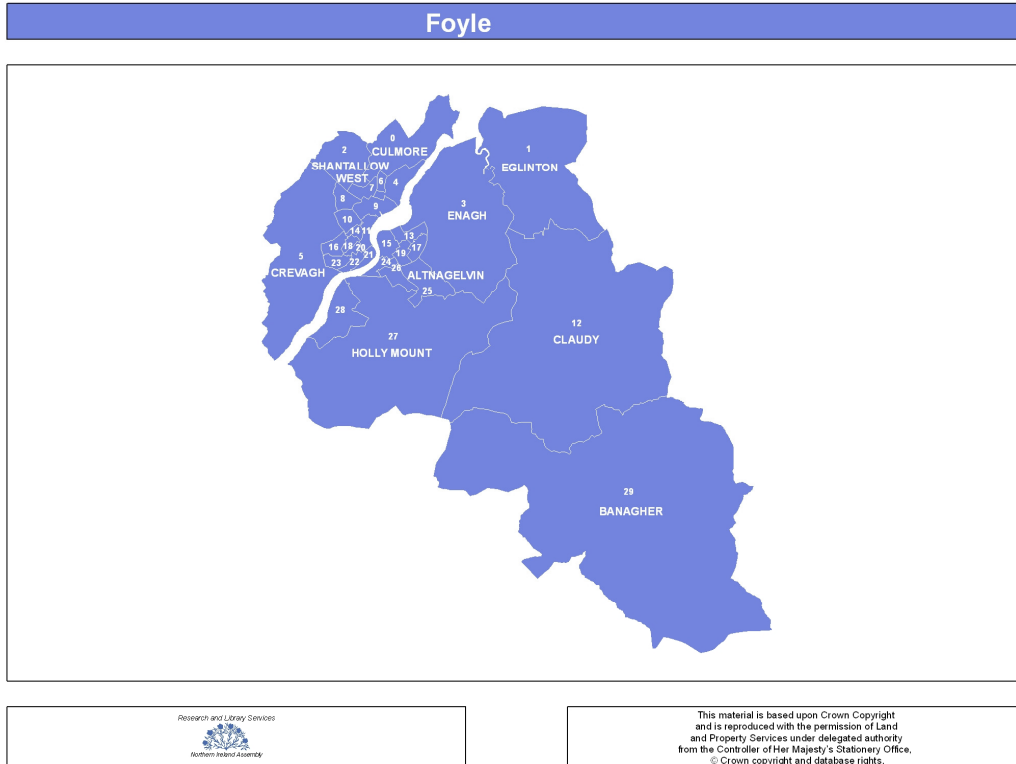 Foyle
0
CULMORE
1
EGLINTON
2
SHANTALLOW
WEST
6
4
7
8
9
3
ENAGH
10
14
11
13
16
18
20
15
17
19
21
5
CREVAGH
23
22
24
26
ALTNAGELVIN
25
28
27
HOLLY MOUNT
12
CLAUDY
29
BANAGHER
Research and Library Services
Northern Ireland Assembly
This material is based upon Crown Copyright
and is reproduced with the permission of Land
and Property Services under delegated authority
from the Controller of Her Majesty's Stationery Office,
© Crown copyright and database rights.